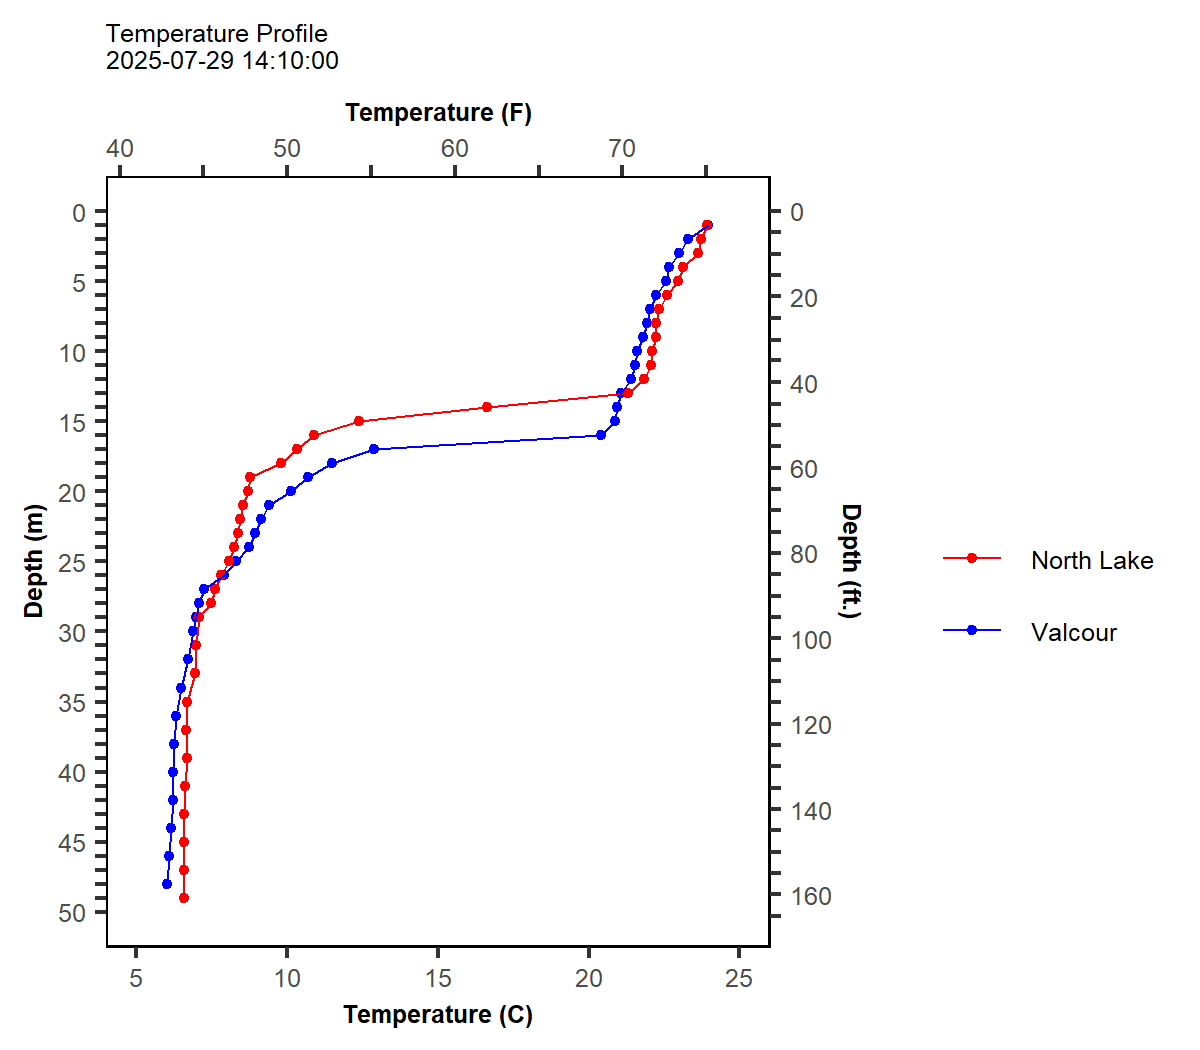 Temperature Profile
2025-07-29 14:10:00
Temperature (F)
40 50 60 70
0
5
10
15
20
25
30
35
40
45
50
Depth (m)
0
20
40
60
80
100
120
140
160
Depth (ft.)
North Lake
Valcour
5 10 15 20 25
Temperature (C)